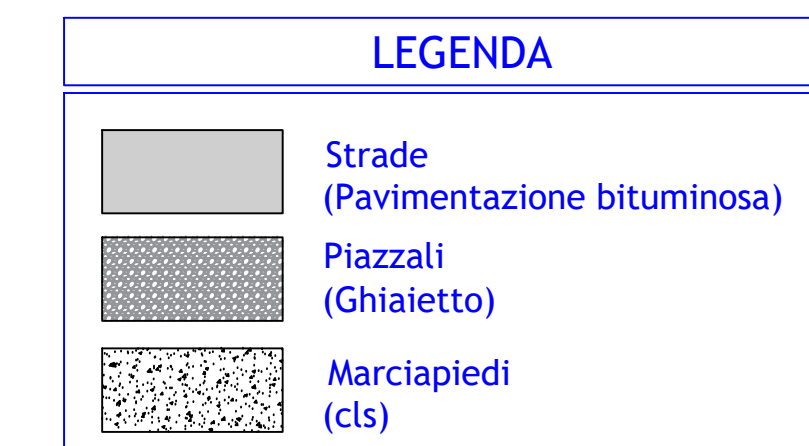 LEGENDA
Strade
(Pavimentazione bituminosa)
Piazzali
(Ghiaietto)
Marciapiedi
(cls)